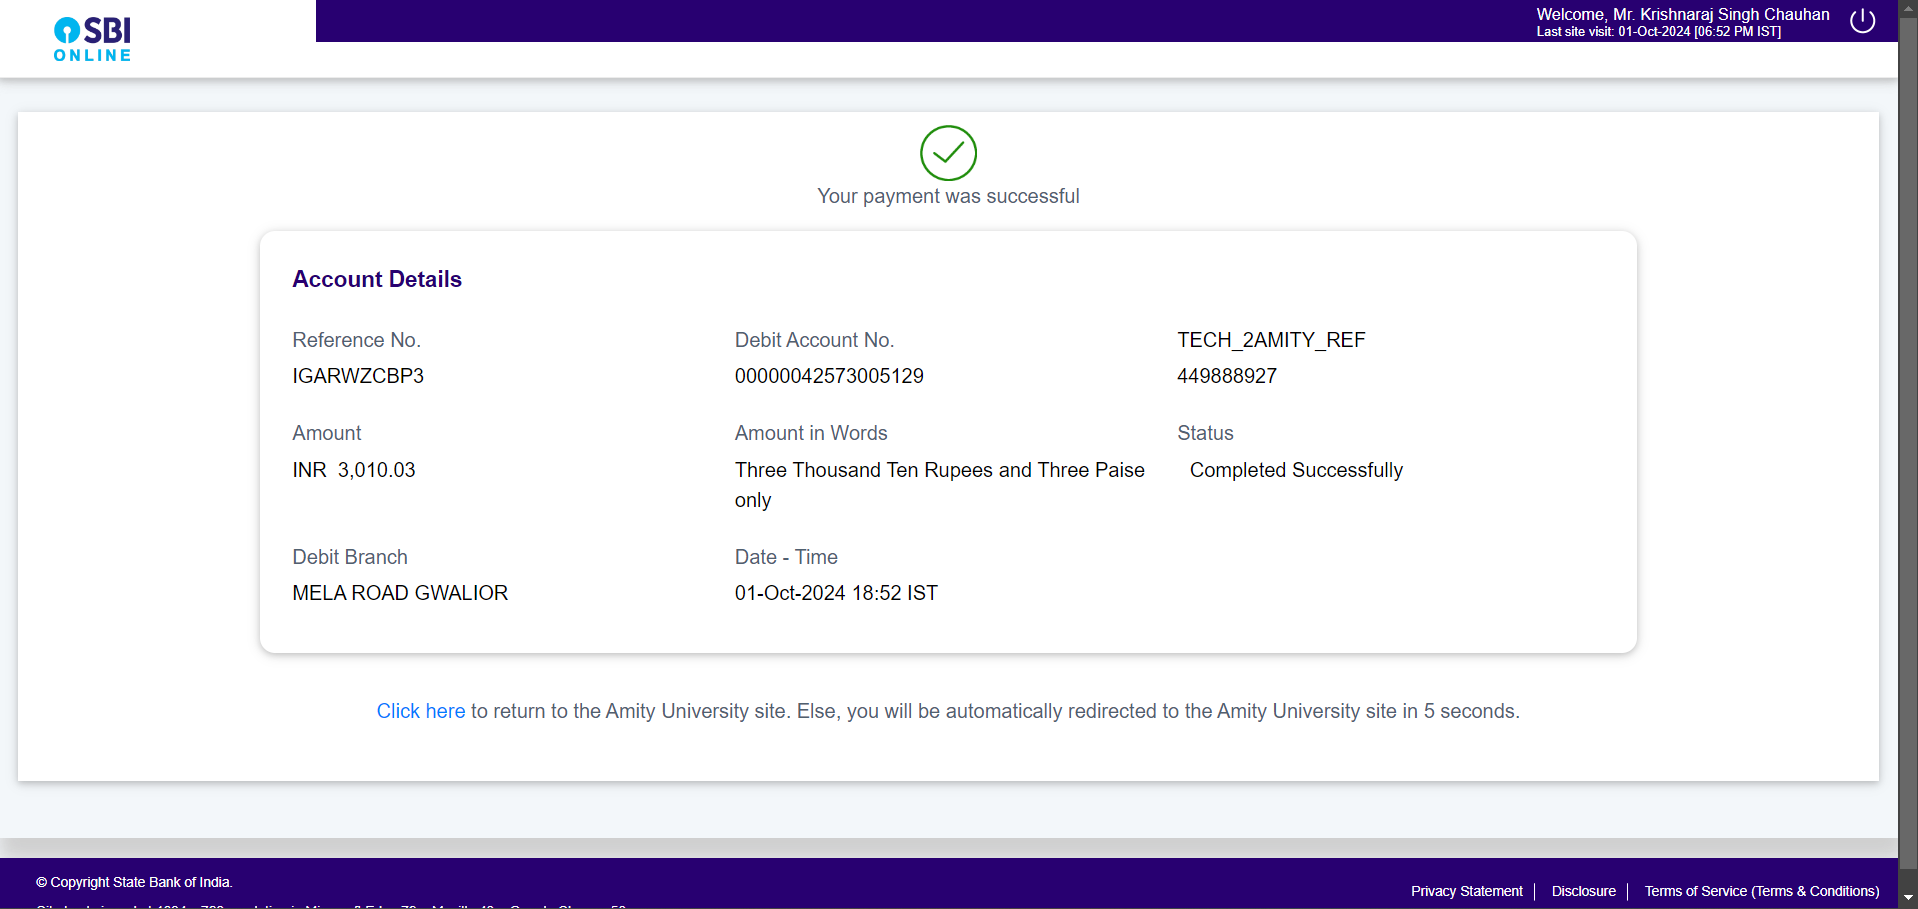 SBI
ONLINE
Welcome, Mr. Krishnaraj Singh Chauhan
Last site visit: 01-Oct-2024 [06:52 PM IST]
Your payment was successful
Account Details
Reference No.
IGARWZCBP3
Debit Account No.
00000042573005129
TECH_2AMITY_REF
449888927
Amount
INR 3,010.03
Amount in Words
Three Thousand Ten Rupees and Three Paise
only
Status
Completed Successfully
Debit Branch
MELA ROAD GWALIOR
Date - Time
01-Oct-2024 18:52 IST
Click here to return to the Amity University site. Else, you will be automatically redirected to the Amity University site in 5 seconds.
© Copyright State Bank of India.
Privacy Statement
Disclosure
Terms of Service (Terms & Conditions)